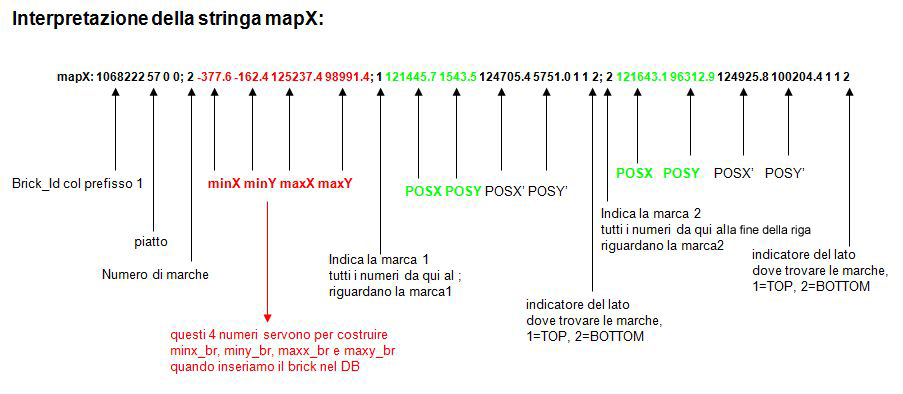 Interpretazione della stringa mapX:
mapX: 1068222 57 0 0; 2 -377.6 -162.4 125237.4 98991.4; 1 121445.7 1543.5 124705.4 5751.0 1 1 2; 2 121643.1 96312.9 124925.8 100204.4 1 1 2
Brick_Id col prefisso 1
minX minY maxX maxY
POSX POSY POSX' POSY'
POSX POSY POSX' POSY'
piatto
Numero di marche
Indica la marca 1
tutti i numeri da qui al ;
riguardano la marca1
Indica la marca 2
tutti i numeri da qui alla fine della riga
riguardano la marca2
indicatore del lato
dove trovare le marche,
1=TOP, 2=BOTTOM
indicatore del lato
dove trovare le marche,
1=TOP, 2=BOTTOM
questi 4 numeri servono per costruire
minx_br, miny_br, maxx_br e maxy_br
quando inseriamo il brick nel DB